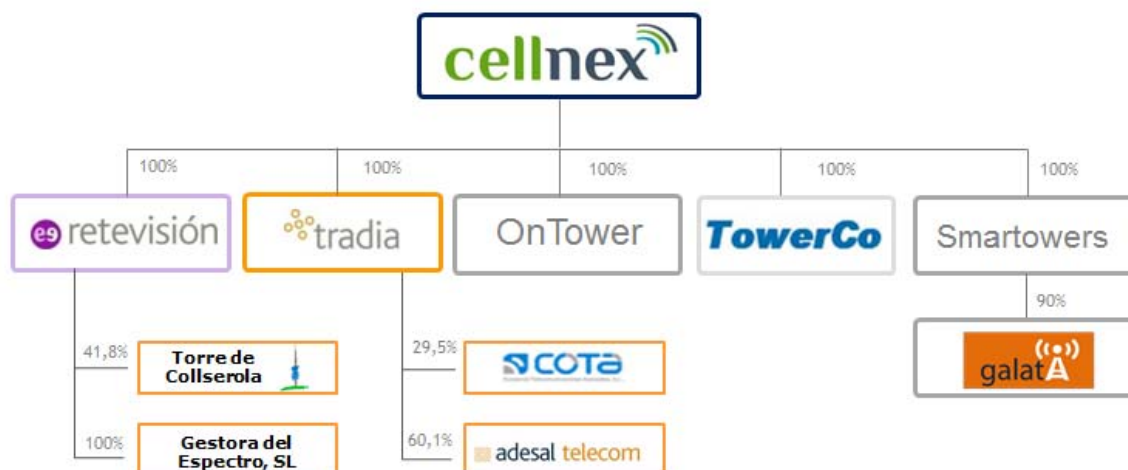 cellnex
100% 100% 100% 100% 100%
retevisión tradia OnTower TowerCo Smartowers
90%
41,8% Torre de 29,5% COTA galatA
Collserola
100% Gestora del 60,1% adesal telecom
Espectro, SL